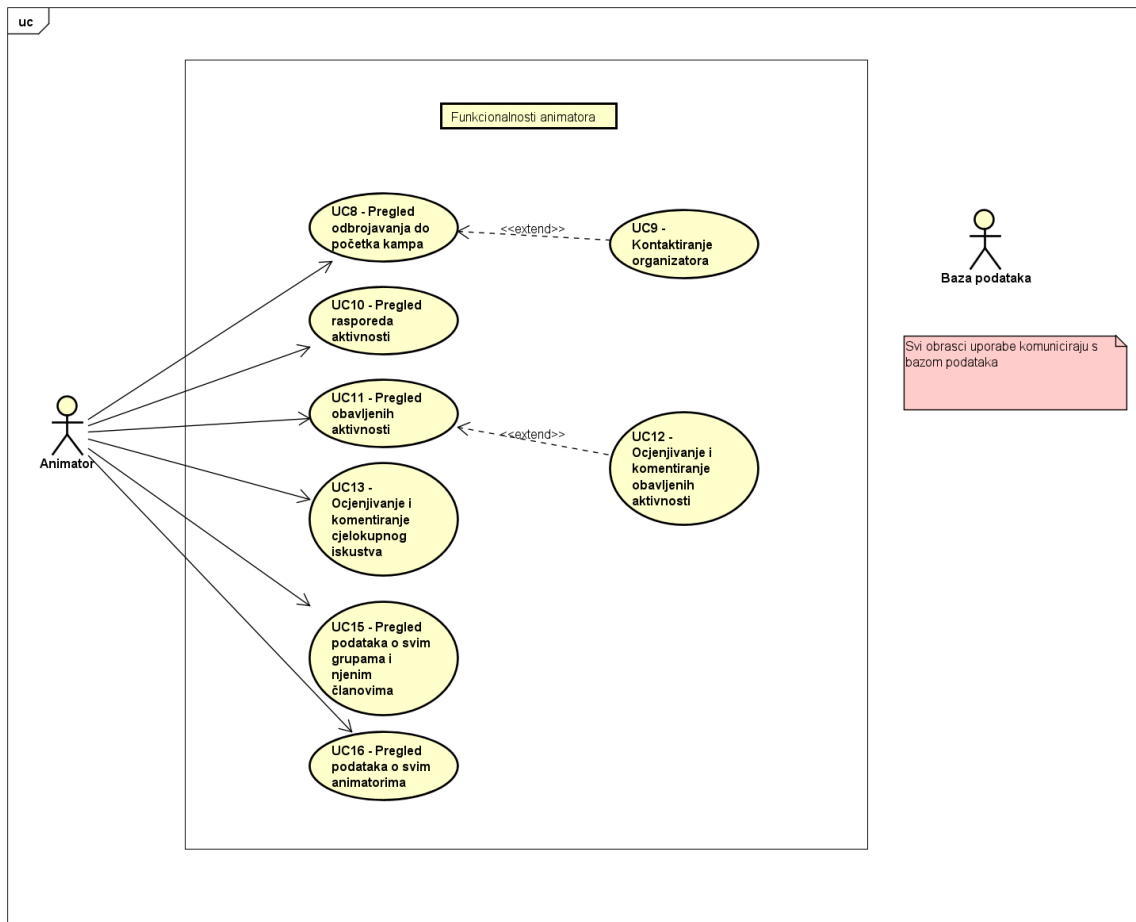 uc
Funkcionalnosti animatora
UC8 - Pregled
odbrojavanja do
početka kampa
<<extend>>
UC9 -
Kontaktiranje
organizatora
Baza podataka
UC10 - Pregled
rasporeda
aktivnosti
Svi obrasci uporabe komuniciraju s
bazom podataka
UC11 - Pregled
obavljenih
aktivnosti
<<extend>>
UC12 -
Ocjenjivanje i
komentiranje
obavljenih
aktivnosti
Animator
UC13 -
Ocjenjivanje i
komentiranje
cjelokupnog
iskustva
UC15 - Pregled
podataka o svim
grupama i
njenim
članovima
UC16 - Pregled
podataka o svim
animatorima